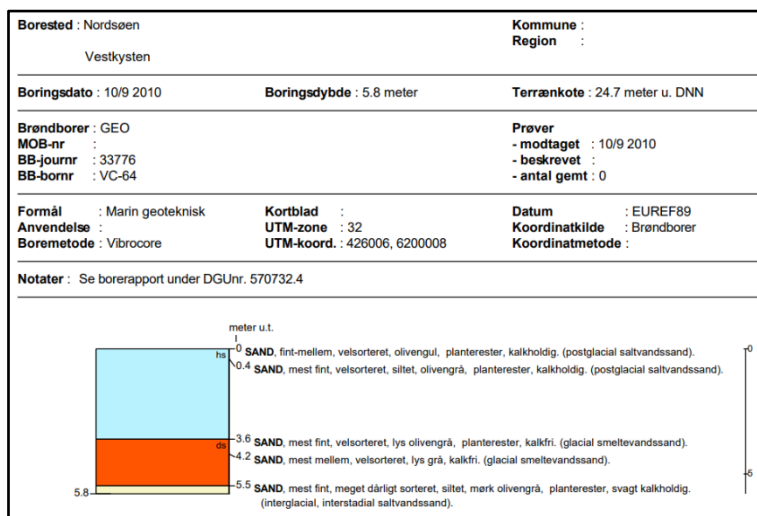 Borested : Nordsøen
Kommune :
Region :
Vestkysten
Boringsdato : 10/9 2010 Boringsdybde : 5.8 meter Terrænkote : 24.7 meter u. DNN
Brøndborer : GEO
MOB-nr :
BB-journr : 33776
BB-bornr : VC-64
Prøver
- modtaget : 10/9 2010
- beskrevet :
- antal gemt : 0
Formål : Marin geoteknisk
Anvendelse :
Boremetode : Vibrocore
Kortblad :
UTM-zone : 32
UTM-koord. : 426006, 6200008
Datum : EUREF89
Koordinatkilde : Brøndborer
Koordinatmetode :
Notater : Se borerapport under DGUnr. 570732.4
meter u.t.
hs 0 SAND, fint-mellem, velsorteret, olivengul, planterester, kalkholdig. (postglacial saltvandssand). 0
0.4 SAND, mest fint, velsorteret, siltet, olivengrå, planterester, kalkholdig. (postglacial saltvandssand).
ds 3.6 SAND, mest fint, velsorteret, lys olivengrå, planterester, kalkfri. (glacial smeltevandssand).
4.2 SAND, mest mellem, velsorteret, lys grå, kalkfri. (glacial smeltevandssand).
5
5.8 5.5 SAND, mest fint, meget dårligt sorteret, siltet, mørk olivengrå, planterester, svagt kalkholdig.
(interglacial, interstadial saltvandssand).